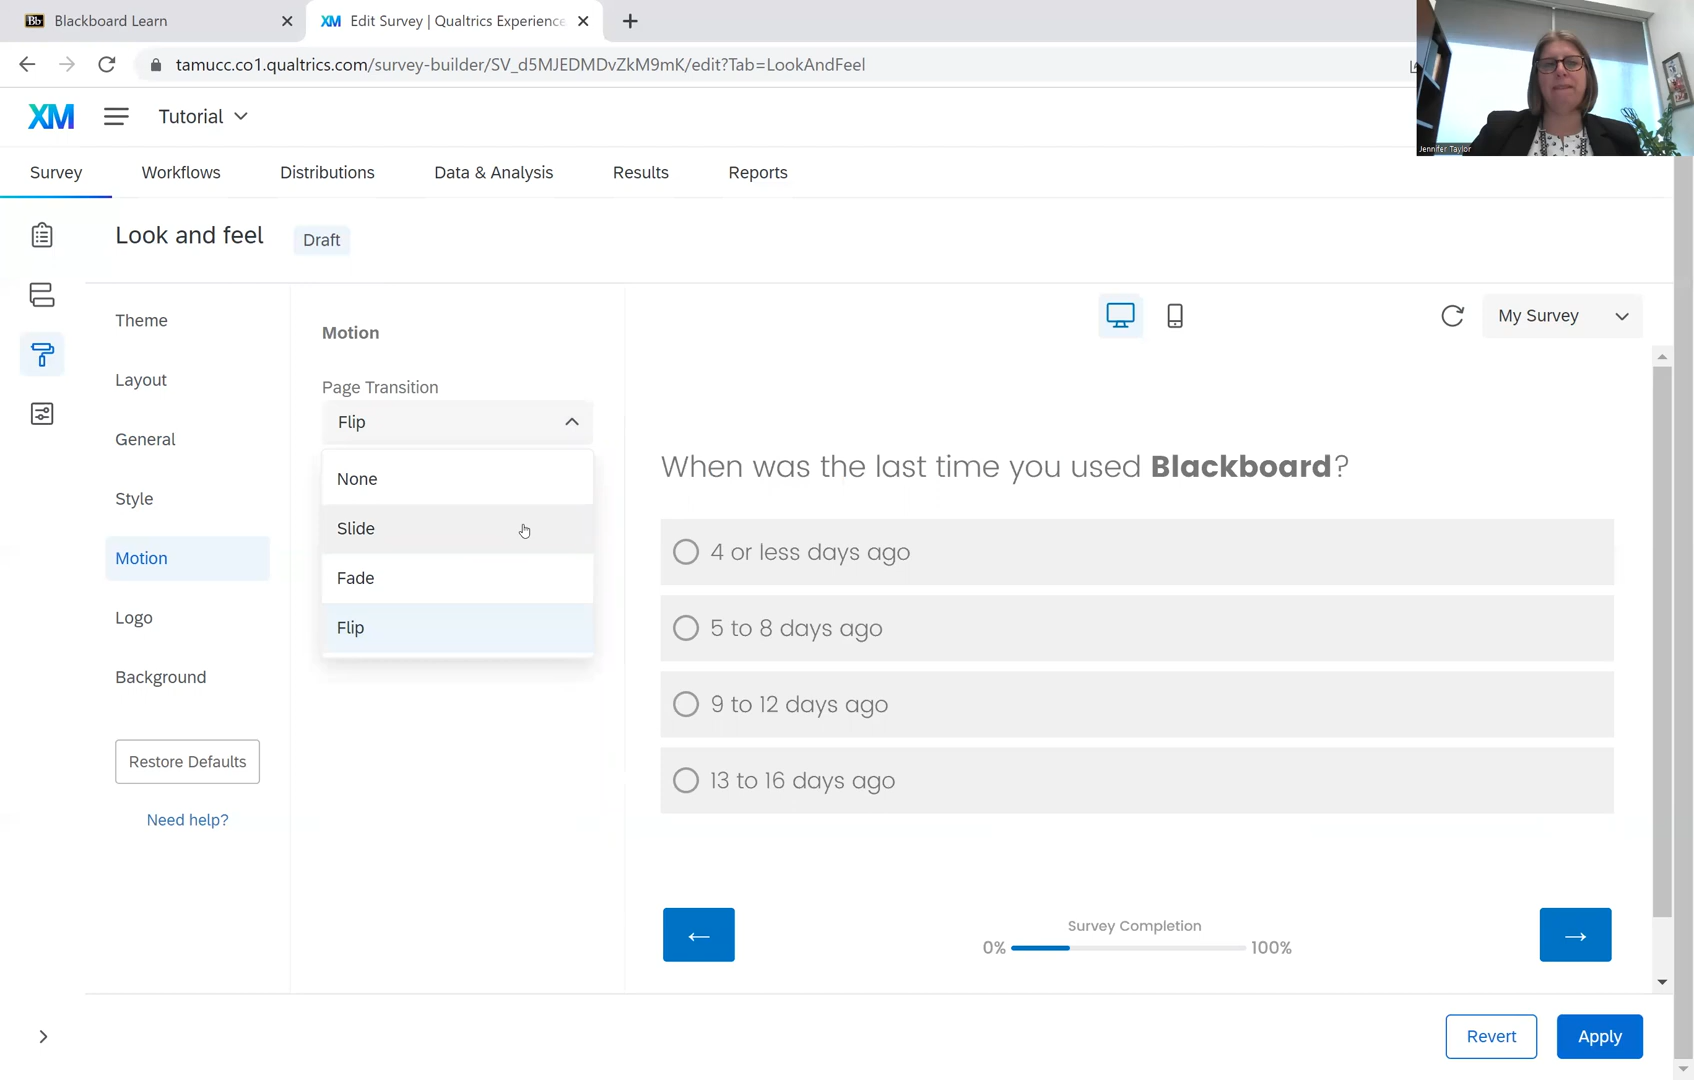 Bb Blackboard Learn
XM Edit Survey | Qualtrics Experience
tamucc.co1.qualtrics.com/survey-builder/SV_d5MJEDMDvZkM9mK/edit?Tab=LookAndFeel
Jennifer Taylor
XM
Tutorial
Survey
Workflows
Distributions
Data & Analysis
Results
Reports
Look and feel
Draft
Theme
Layout
General
Style
Motion
Logo
Background
Restore Defaults
Need help?
Motion
Page Transition
Flip
None
Slide
Fade
Flip
My Survey
When was the last time you used Blackboard?
4 or less days ago
5 to 8 days ago
9 to 12 days ago
13 to 16 days ago
Survey Completion
0% 100%
Revert
Apply